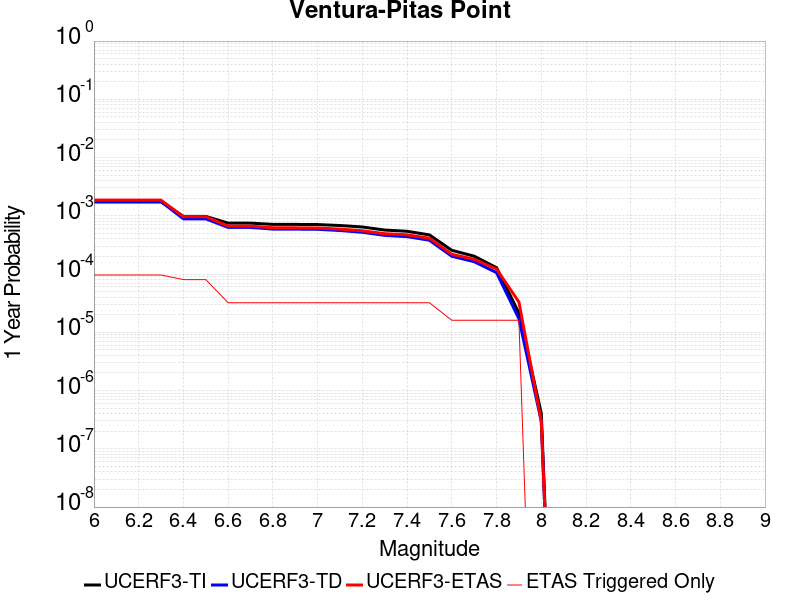 Ventura-Pitas Point
10^0
10^-1
10^-2
10^-3
10^-4
10^-5
10^-6
10^-7
10^-8
1 Year Probability
6 6.2 6.4 6.6 6.8 7 7.2 7.4 7.6 7.8 8 8.2 8.4 8.6 8.8 9
Magnitude
UCERF3-TI UCERF3-TD UCERF3-ETAS ETAS Triggered Only